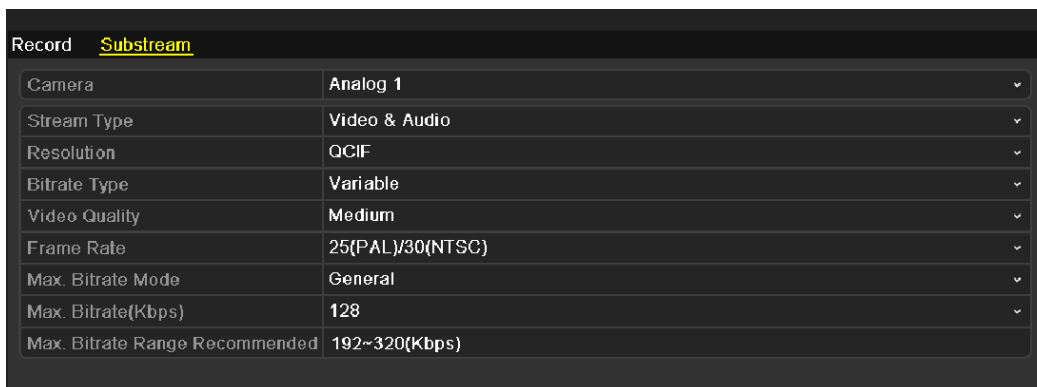 Record Substream
Camera Analog 1
Stream Type Video & Audio
Resolution QCIF
Bitrate Type Variable
Video Quality Medium
Frame Rate 25(PAL)/30(NTSC)
Max. Bitrate Mode General
Max. Bitrate(Kbps) 128
Max. Bitrate Range Recommended 192~320(Kbps)